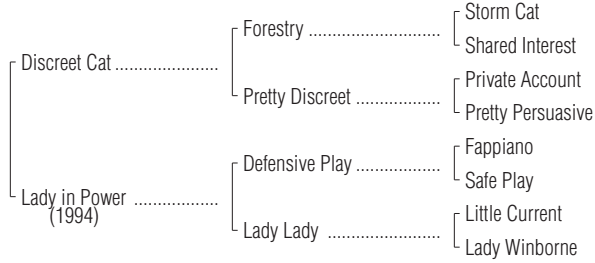 Storm Cat
Forestry ............................
Shared Interest
Discreet Cat ......................
Private Account
Pretty Discreet ..................
Pretty Persuasive
Fappiano
Defensive Play ..................
Safe Play
Lady in Power ..................
(1994)
Little Current
Lady Lady ........................
Lady Winborne